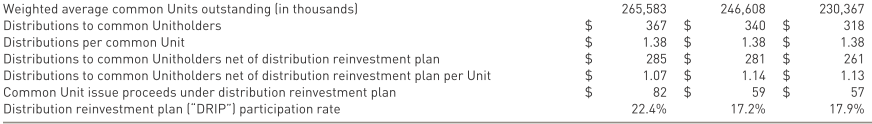 Weighted average common Units outstanding (in thousands) 265,583 246,608 230,367
Distributions to common Unitholders $ 367 $ 340 $ 318
Distributions per common Unit $ 1.38 $ 1.38 $ 1.38
Distributions to common Unitholders net of distribution reinvestment plan $ 285 $ 281 $ 261
Distributions to common Unitholders net of distribution reinvestment plan per Unit $ 1.07 $ 1.14 $ 1.13
Common Unit issue proceeds under distribution reinvestment plan $ 82 $ 59 $ 57
Distribution reinvestment plan (“DRIP”) participation rate 22.4% 17.2% 17.9%